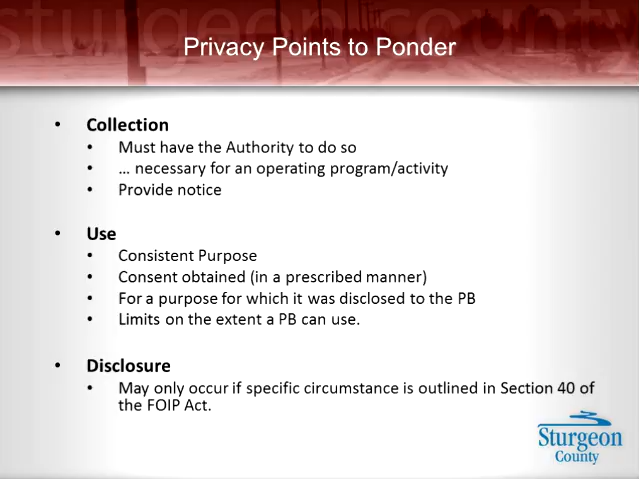 sturgeon county
Privacy Points to Ponder
• Collection
• Must have the Authority to do so
• … necessary for an operating program/activity
• Provide notice
• Use
• Consistent Purpose
• Consent obtained (in a prescribed manner)
• For a purpose for which it was disclosed to the PB
• Limits on the extent a PB can use.
• Disclosure
• May only occur if specific circumstance is outlined in Section 40 of
the FOIP Act.
Sturgeon
County